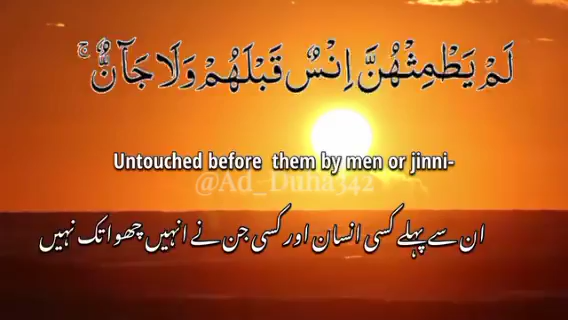 لَمْ يَطْمِثْهُنَّ اِنْسٌ قَبْلَهُمْ وَلَا جَآنٌّ ۚ
Untouched before them by men or jinni-
@Ad_Duha342
ان سے پہلے کسی انسان اور کسی جن نے انہیں چھوا تک نہیں